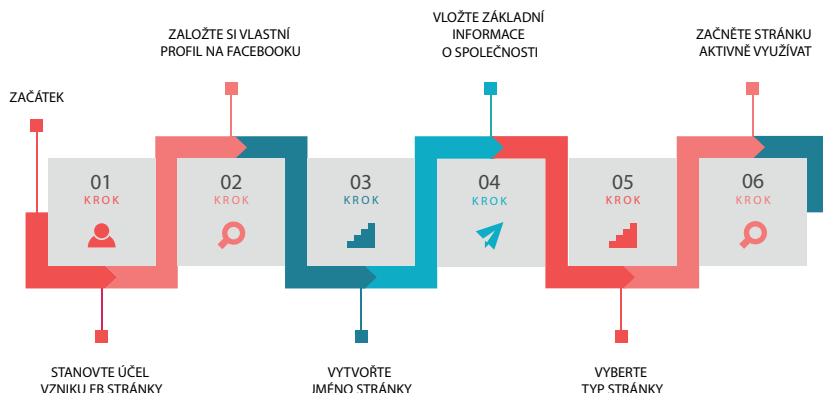 ZAČÁTEK
01
KROK
STANOVTE ÚČEL
VZNIKU FB STRÁNKY
ZALOŽTE SI VLASTNÍ
PROFIL NA FACEBOOKU
02
KROK
03
KROK
VYTVOŘTE
JMÉNO STRÁNKY
VLOŽTE ZÁKLADNÍ
INFORMACE
O SPOLEČNOSTI
04
KROK
05
KROK
VYBERTE
TYP STRÁNKY
ZAČNĚTE STRÁNKU
AKTIVNĚ VYUŽÍVAT
06
KROK